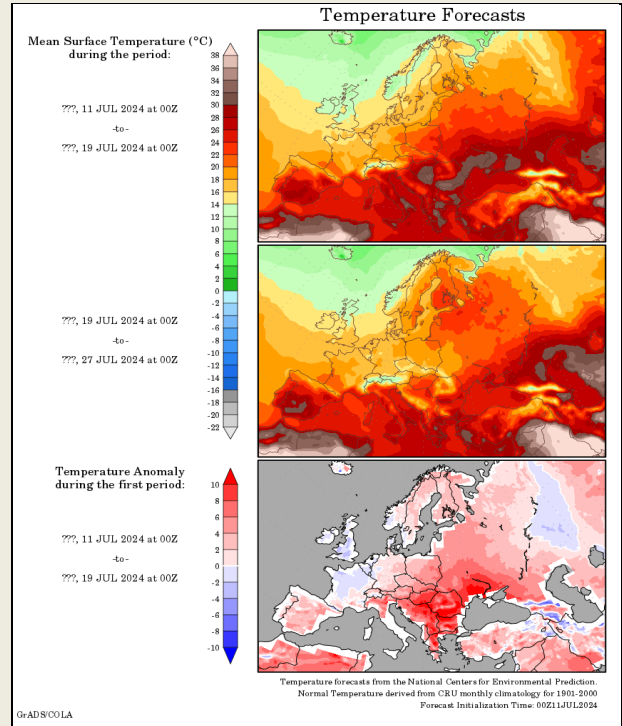 Temperature Forecasts
Mean Surface Temperature (°C)
during the period:
38
36
34
32
30
28
26
24
22
20
18
16
14
12
10
8
6
4
2
0
-2
-4
-6
-8
-10
-12
-14
-16
-18
-20
-22
???, 11 JUL 2024 at 00Z
-to-
???, 19 JUL 2024 at 00Z
???, 19 JUL 2024 at 00Z
-to-
???, 27 JUL 2024 at 00Z
Temperature Anomaly
during the first period:
10
8
6
4
2
0
-2
-4
-6
-8
-10
???, 11 JUL 2024 at 00Z
-to-
???, 19 JUL 2024 at 00Z
Temperature forecasts from the National Centers for Environmental Prediction.
Normal Temperature derived from CRU monthly climatology for 1901-2000
Forecast Initialization Time: 00Z11JUL2024
GrADS/COLA